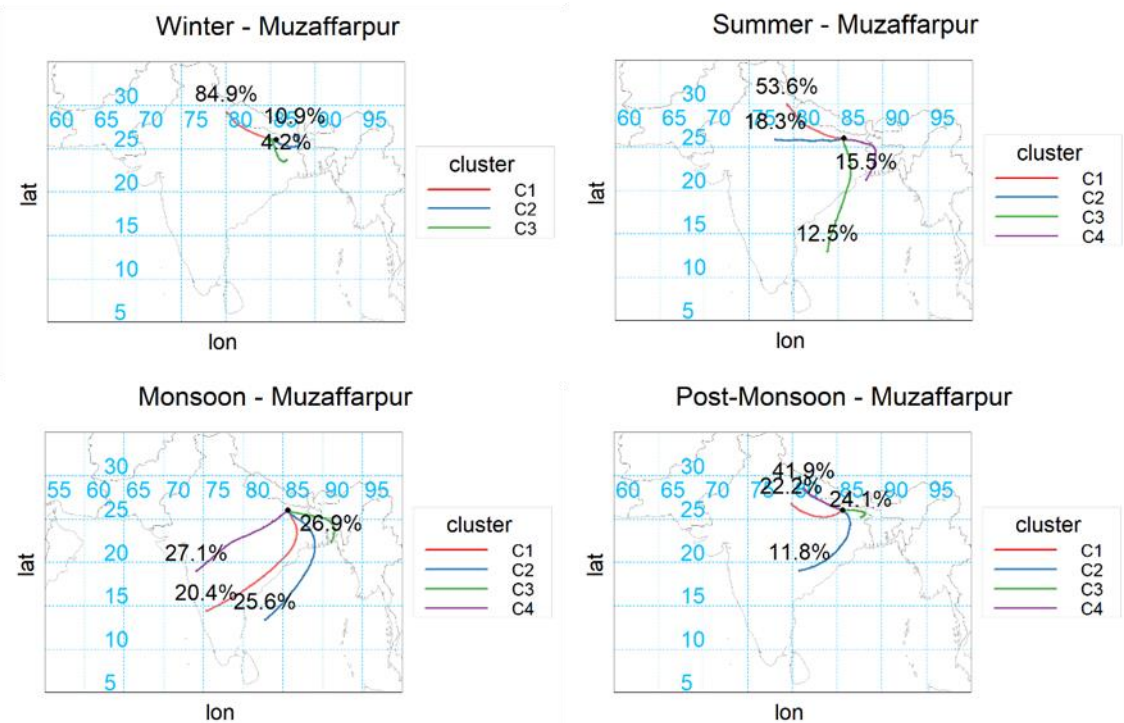 Winter - Muzaffarpur
84.9%
30
60 65 70 75 80 85 90 95
10.9%
4.2%
25
20
15
10
5
lat
lon
cluster
C1
C2
C3
Summer - Muzaffarpur
53.6%
30
60 65 70 75 80 85 90 95
18.3%
25
15.5%
20
15
12.5%
10
5
lat
lon
cluster
C1
C2
C3
C4
Monsoon - Muzaffarpur
30
55 60 65 70 75 80 85 90 95
25
26.9%
27.1%
20
20.4%
25.6%
15
10
5
lat
lon
cluster
C1
C2
C3
C4
Post-Monsoon - Muzaffarpur
41.9%
30
60 65 70 75 80 85 90 95
22.2%
24.1%
25
11.8%
20
15
10
5
lat
lon
cluster
C1
C2
C3
C4